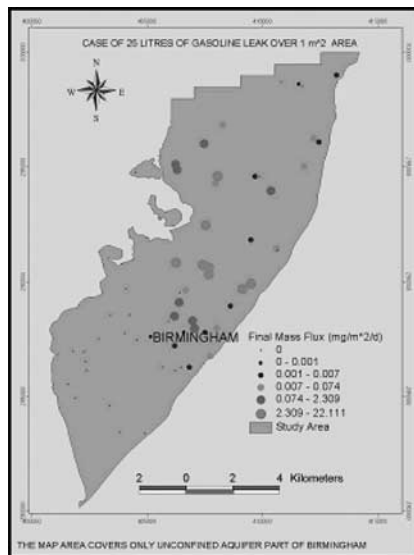 CASE OF 25 LITRES OF GASOLINE LEAK OVER 1 m^2 AREA
N
W E
S
BIRMINGHAM
Final Mass Flux (mg/m^2/d)
0
0 - 0.001
0.001 - 0.007
0.007 - 0.074
0.074 - 2.309
2.309 - 22.111
Study Area
2 0 2 4 Kilometers
THE MAP AREA COVERS ONLY UNCONFINED AQUIFER PART OF BIRMINGHAM